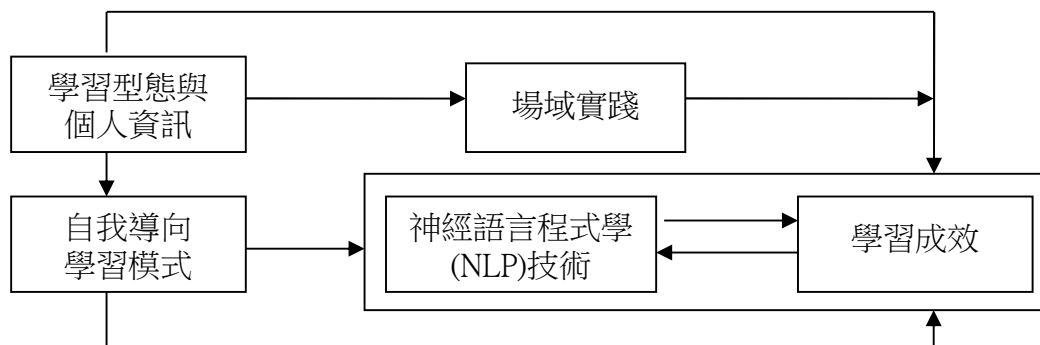 學習型態與
個人資訊
場域實踐
自我導向
學習模式
神經語言程式學
(NLP)技術
學習成效